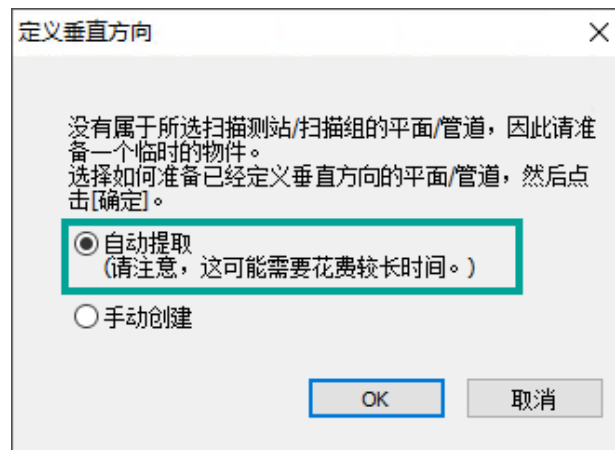 定义垂直方向
没有属于所选扫描测站/扫描组的平面/管道，因此请准
备一个临时的物件。
选择如何准备已经定义垂直方向的平面/管道，然后点
击[确定]。
自动提取
(请注意，这可能需要花费较长时间。)
手动创建
OK 取消